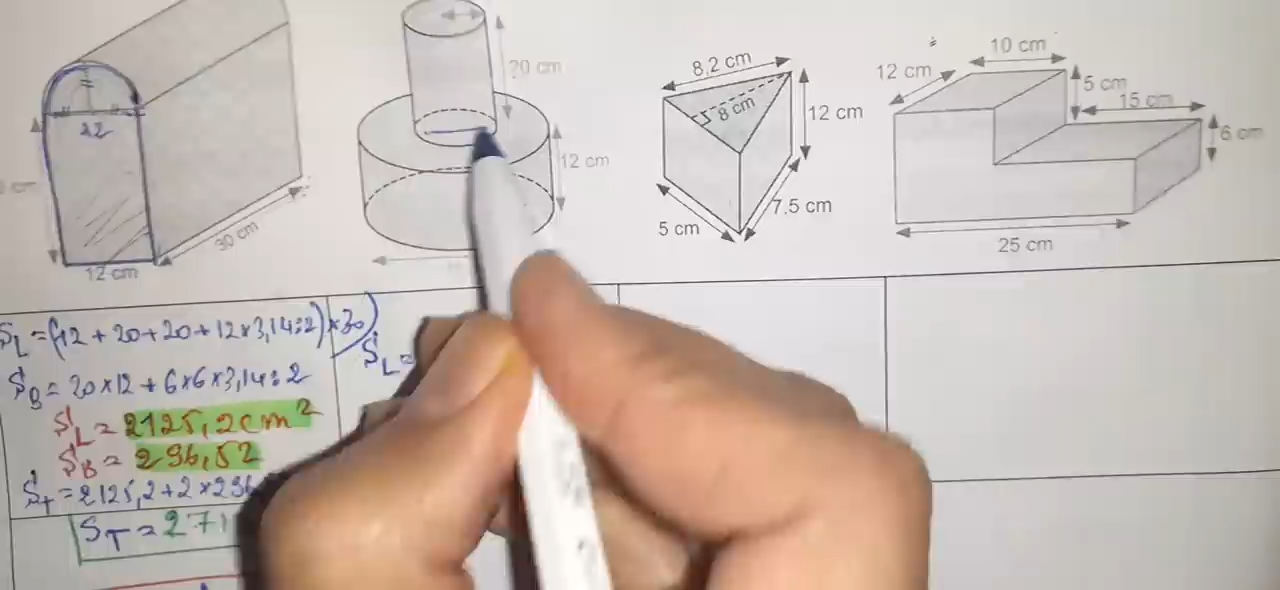 10 cm
12 cm
8,2 cm
5 cm
20 cm
15 cm
8 cm
12 cm
6 cm
12
12 cm
cm
7,5 cm
5 cm
30 cm
25 cm
12 cm
S_L = (12 + 20 + 20 + 12 × 3,14 : 2) × 30
S_L =
S_B = 20 × 12 + 6 × 6 × 3,14 : 2
S_L = 2125,2 cm²
S_B = 296,52
S_T = 2125,2 + 2 × 296
S_T = 271